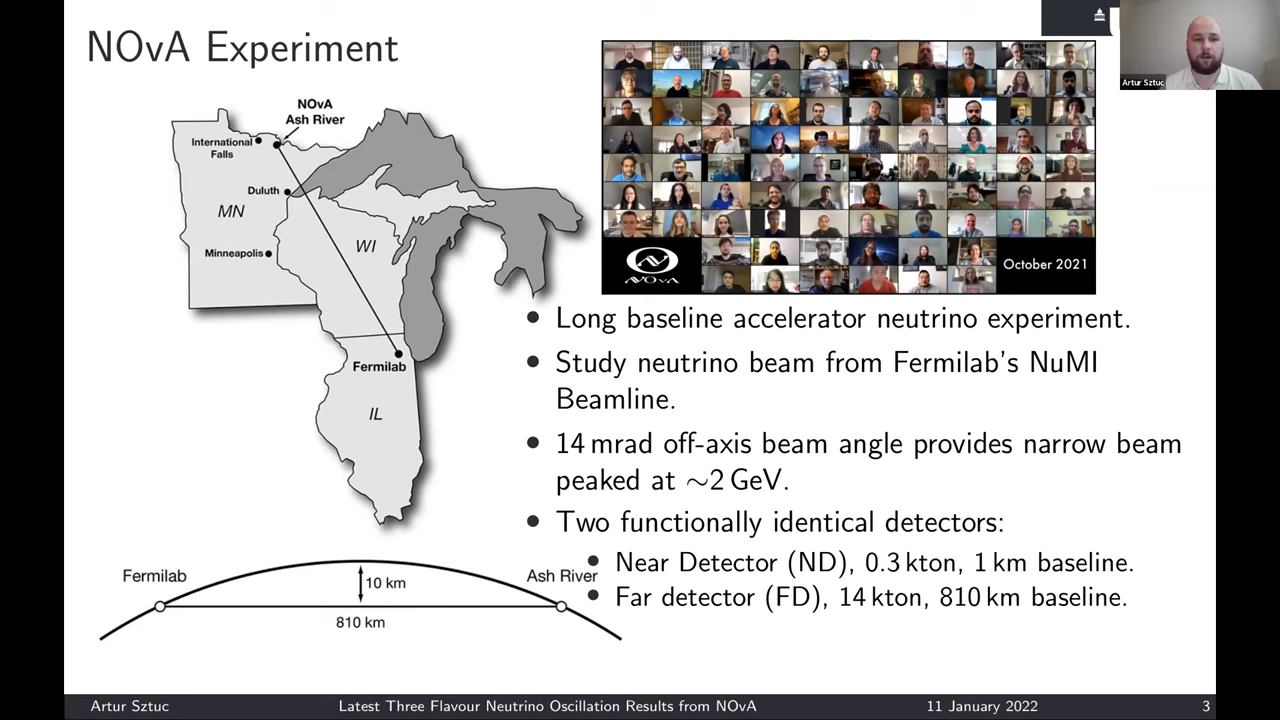 NOvA Experiment
Artur Sztuc
NOvA
Ash River
International
Falls
Duluth
MN
WI
Minneapolis
Fermilab
IL
NOvA
October 2021
Long baseline accelerator neutrino experiment.
Study neutrino beam from Fermilab's NuMI
Beamline.
14 mrad off-axis beam angle provides narrow beam
peaked at ∼2 GeV.
Two functionally identical detectors:
Near Detector (ND), 0.3 kton, 1 km baseline.
Far detector (FD), 14 kton, 810 km baseline.
Fermilab
Ash River
10 km
810 km
Artur Sztuc Latest Three Flavour Neutrino Oscillation Results from NOvA 11 January 2022 3